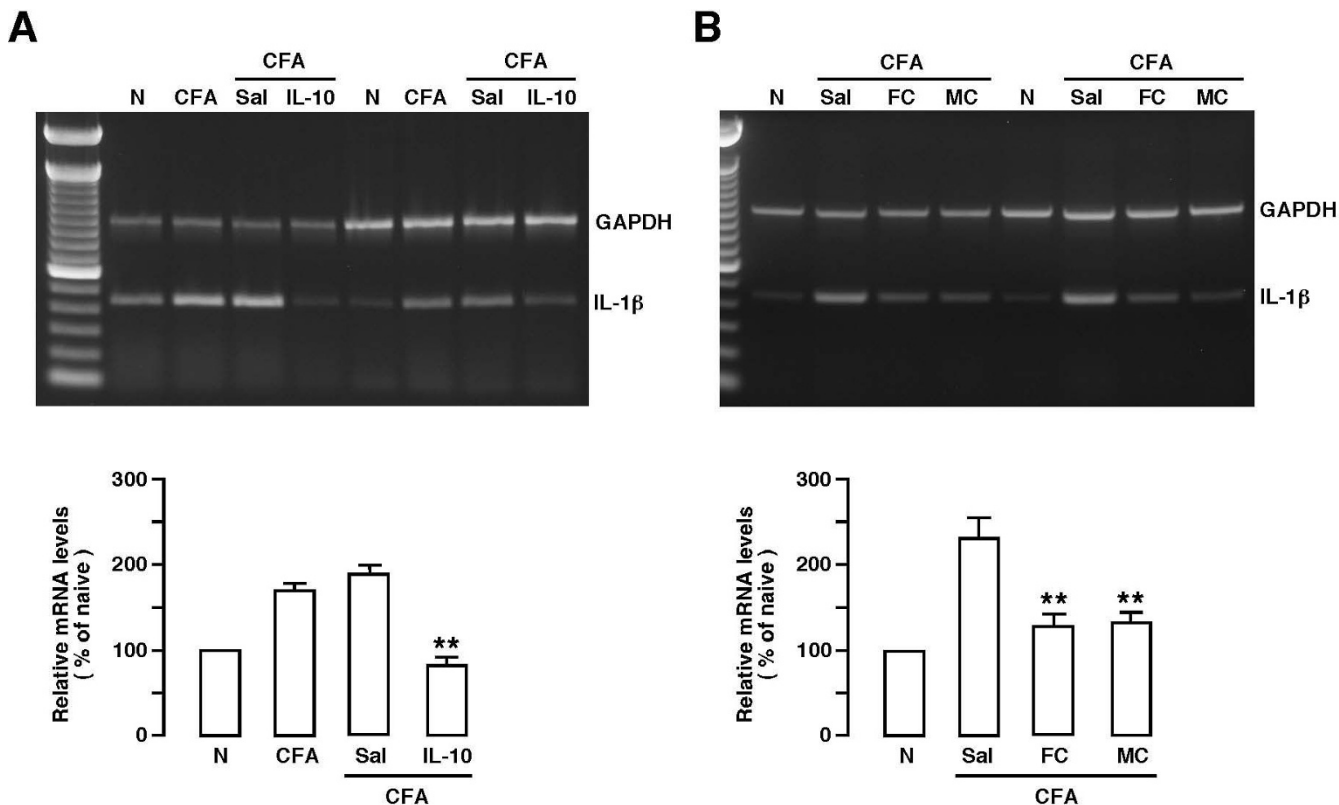 A
CFA CFA
N CFA Sal IL-10 N CFA Sal IL-10
GAPDH
IL-1β
300
200
100
0
Relative mRNA levels
( % of naive )
**
N CFA Sal IL-10
CFA
B
CFA CFA
N Sal FC MC N Sal FC MC
GAPDH
IL-1β
300
200
100
0
Relative mRNA levels
( % of naive )
** **
N Sal FC MC
CFA